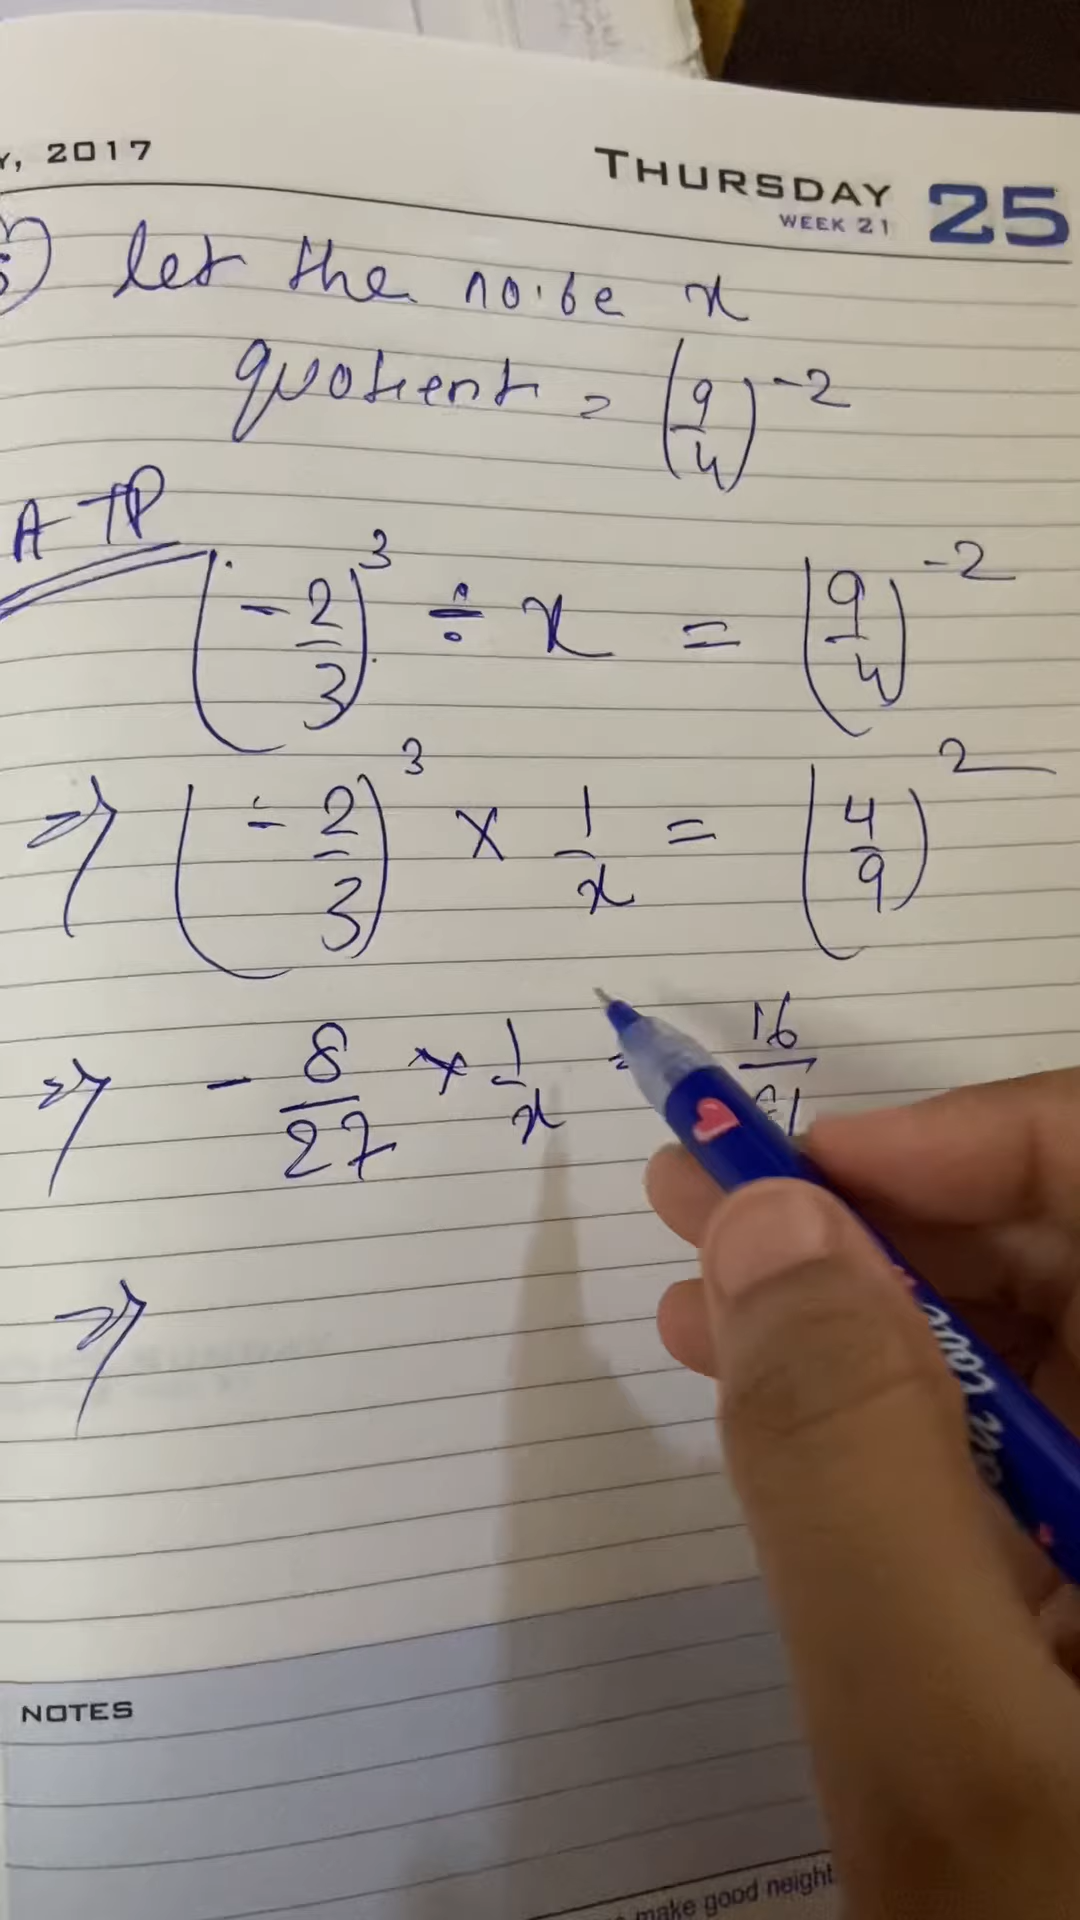 , 2017
THURSDAY 25
WEEK 21
let the no. be x
quotient = (9/4)^-2
ATP
(-2/3)^3 ÷ x = (9/4)^-2
⇒ (-2/3)^3 × 1/x = (4/9)^2
⇒ -8/27 × 1/x = 16/
⇒
NOTES
make good neighb